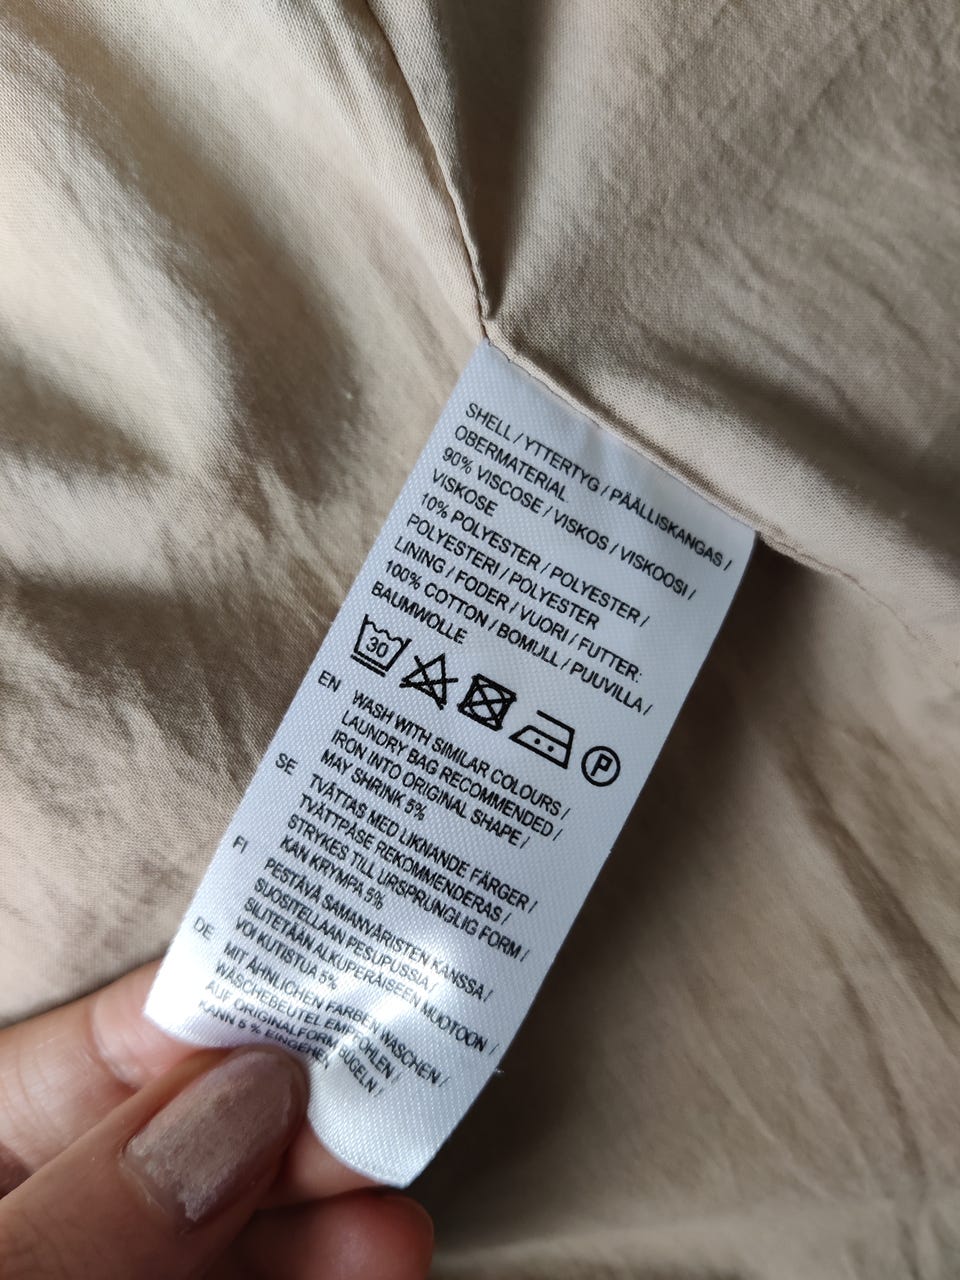 SHELL / YTTERTYG / PÄÄLLISKANGAS /
OBERMATERIAL
90% VISCOSE / VISKOS / VISKOOSI /
VISKOSE
10% POLYESTER / POLYESTER /
POLYESTERI / POLYESTER
LINING / FODER / VUORI / FUTTER:
100% COTTON / BOMULL / PUUVILLA /
BAUMWOLLE
30 P
EN WASH WITH SIMILAR COLOURS /
LAUNDRY BAG RECOMMENDED /
IRON INTO ORIGINAL SHAPE /
MAY SHRINK 5%
SE TVÄTTAS MED LIKNANDE FÄRGER /
TVÄTTPÅSE REKOMMENDERAS /
STRYKES TILL URSPRUNGLIG FORM /
KAN KRYMPA 5%
FI PESTÄVÄ SAMANVÄRISTEN KANSSA /
SUOSITELLAAN PESUPUSSIA /
SILITETÄÄN ALKUPERÄISEEN MUOTOON /
VOI KUTISTUA 5%
DE MIT ÄHNLICHEN FARBEN WASCHEN /
WÄSCHEBEUTEL EMPFOHLEN /
AUF ORIGINALFORM BÜGELN /
KANN 5 % EINGEHEN